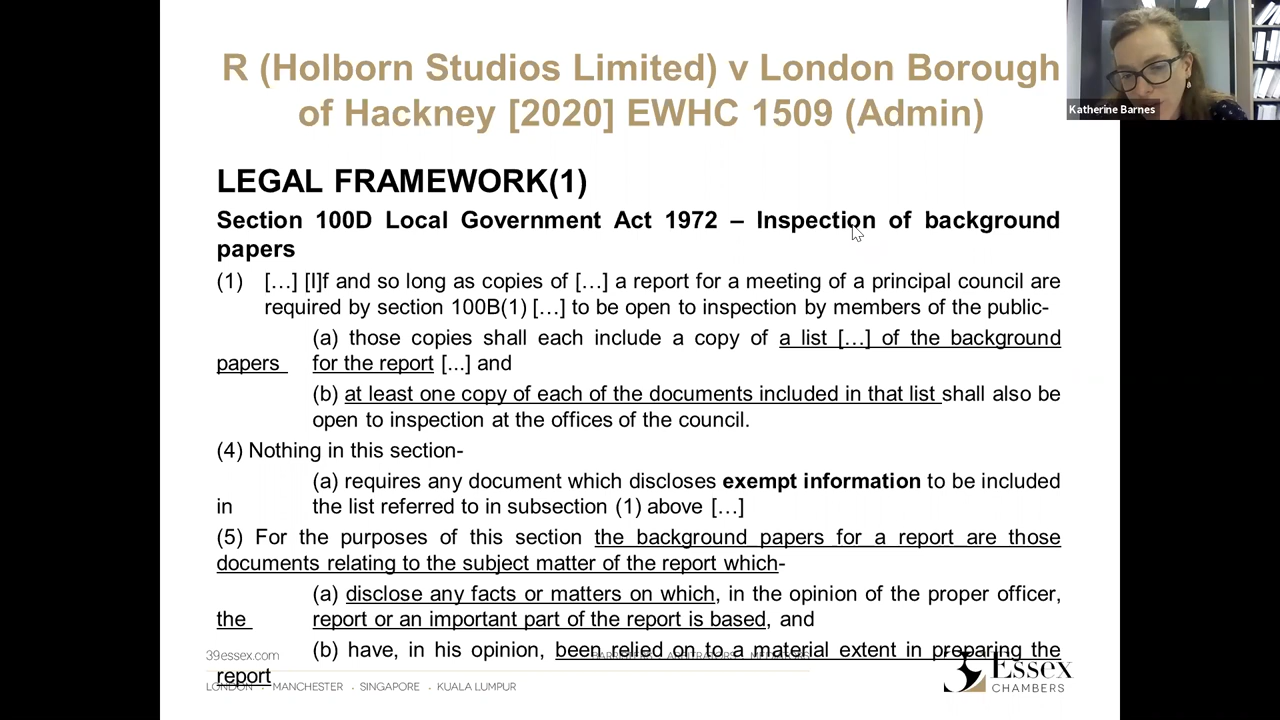 R (Holborn Studios Limited) v London Borough
of Hackney [2020] EWHC 1509 (Admin)
Katherine Barnes
LEGAL FRAMEWORK(1)
Section 100D Local Government Act 1972 – Inspection of background
papers
(1) […] [I]f and so long as copies of […] a report for a meeting of a principal council are
required by section 100B(1) […] to be open to inspection by members of the public-
(a) those copies shall each include a copy of a list […] of the background
papers for the report [...] and
(b) at least one copy of each of the documents included in that list shall also be
open to inspection at the offices of the council.
(4) Nothing in this section-
(a) requires any document which discloses exempt information to be included
in the list referred to in subsection (1) above […]
(5) For the purposes of this section the background papers for a report are those
documents relating to the subject matter of the report which-
(a) disclose any facts or matters on which, in the opinion of the proper officer,
the report or an important part of the report is based, and
(b) have, in his opinion, been relied on to a material extent in preparing the
report
39essex.com
LONDON . MANCHESTER . SINGAPORE . KUALA LUMPUR
39 Essex
CHAMBERS